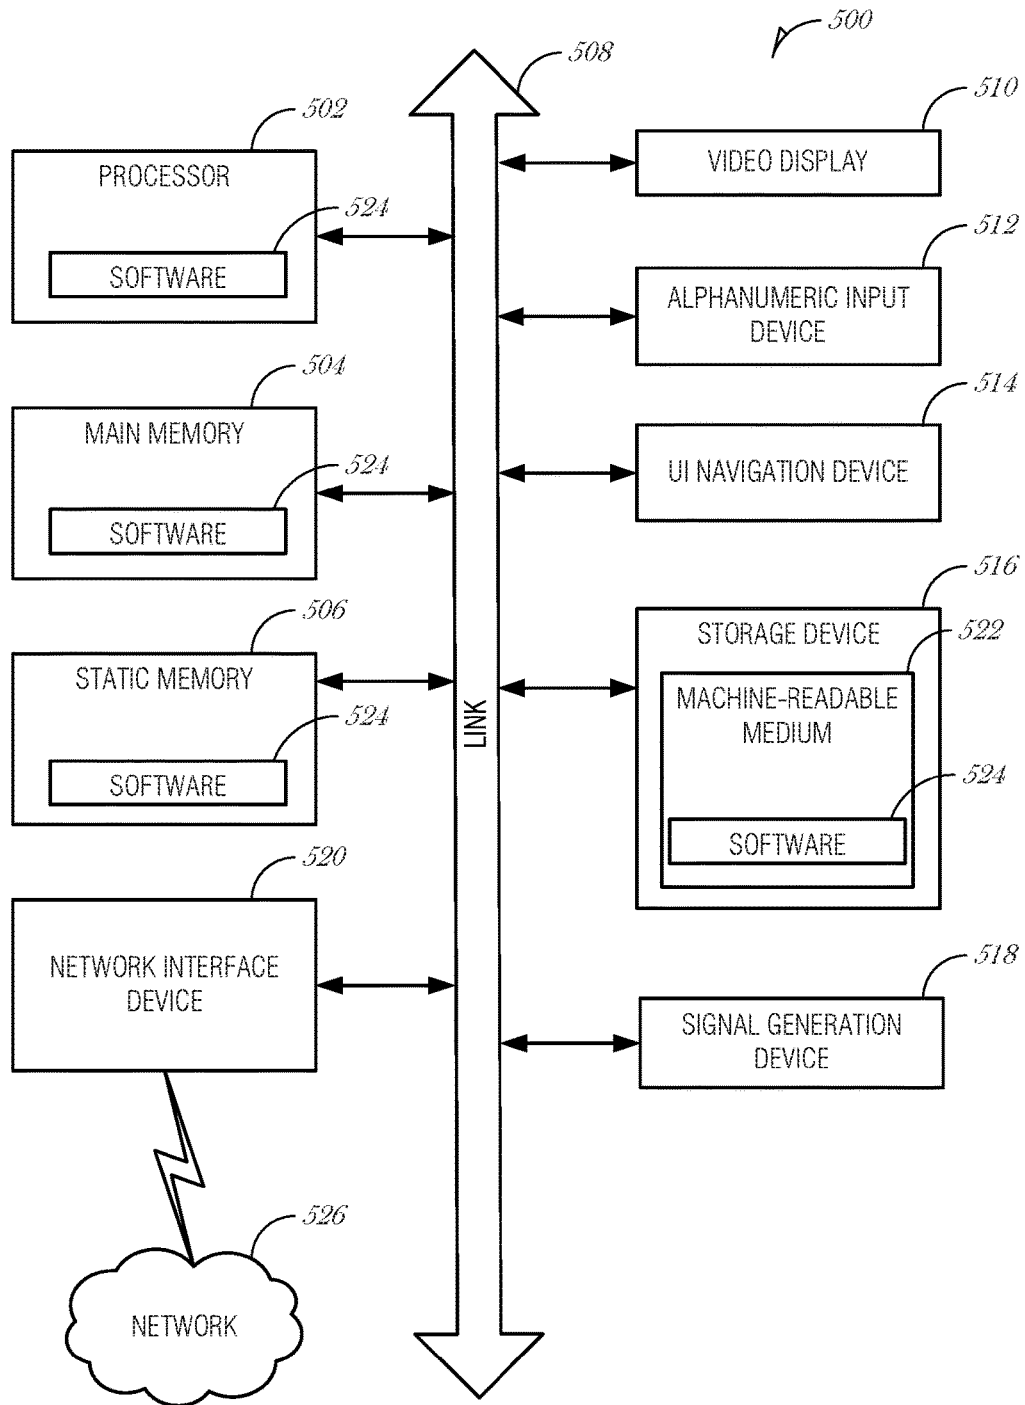 500
508
502
PROCESSOR
524
SOFTWARE
504
MAIN MEMORY
524
SOFTWARE
506
STATIC MEMORY
524
SOFTWARE
520
NETWORK INTERFACE
DEVICE
526
NETWORK
LINK
510
VIDEO DISPLAY
512
ALPHANUMERIC INPUT
DEVICE
514
UI NAVIGATION DEVICE
516
STORAGE DEVICE
522
MACHINE-READABLE
MEDIUM
524
SOFTWARE
518
SIGNAL GENERATION
DEVICE